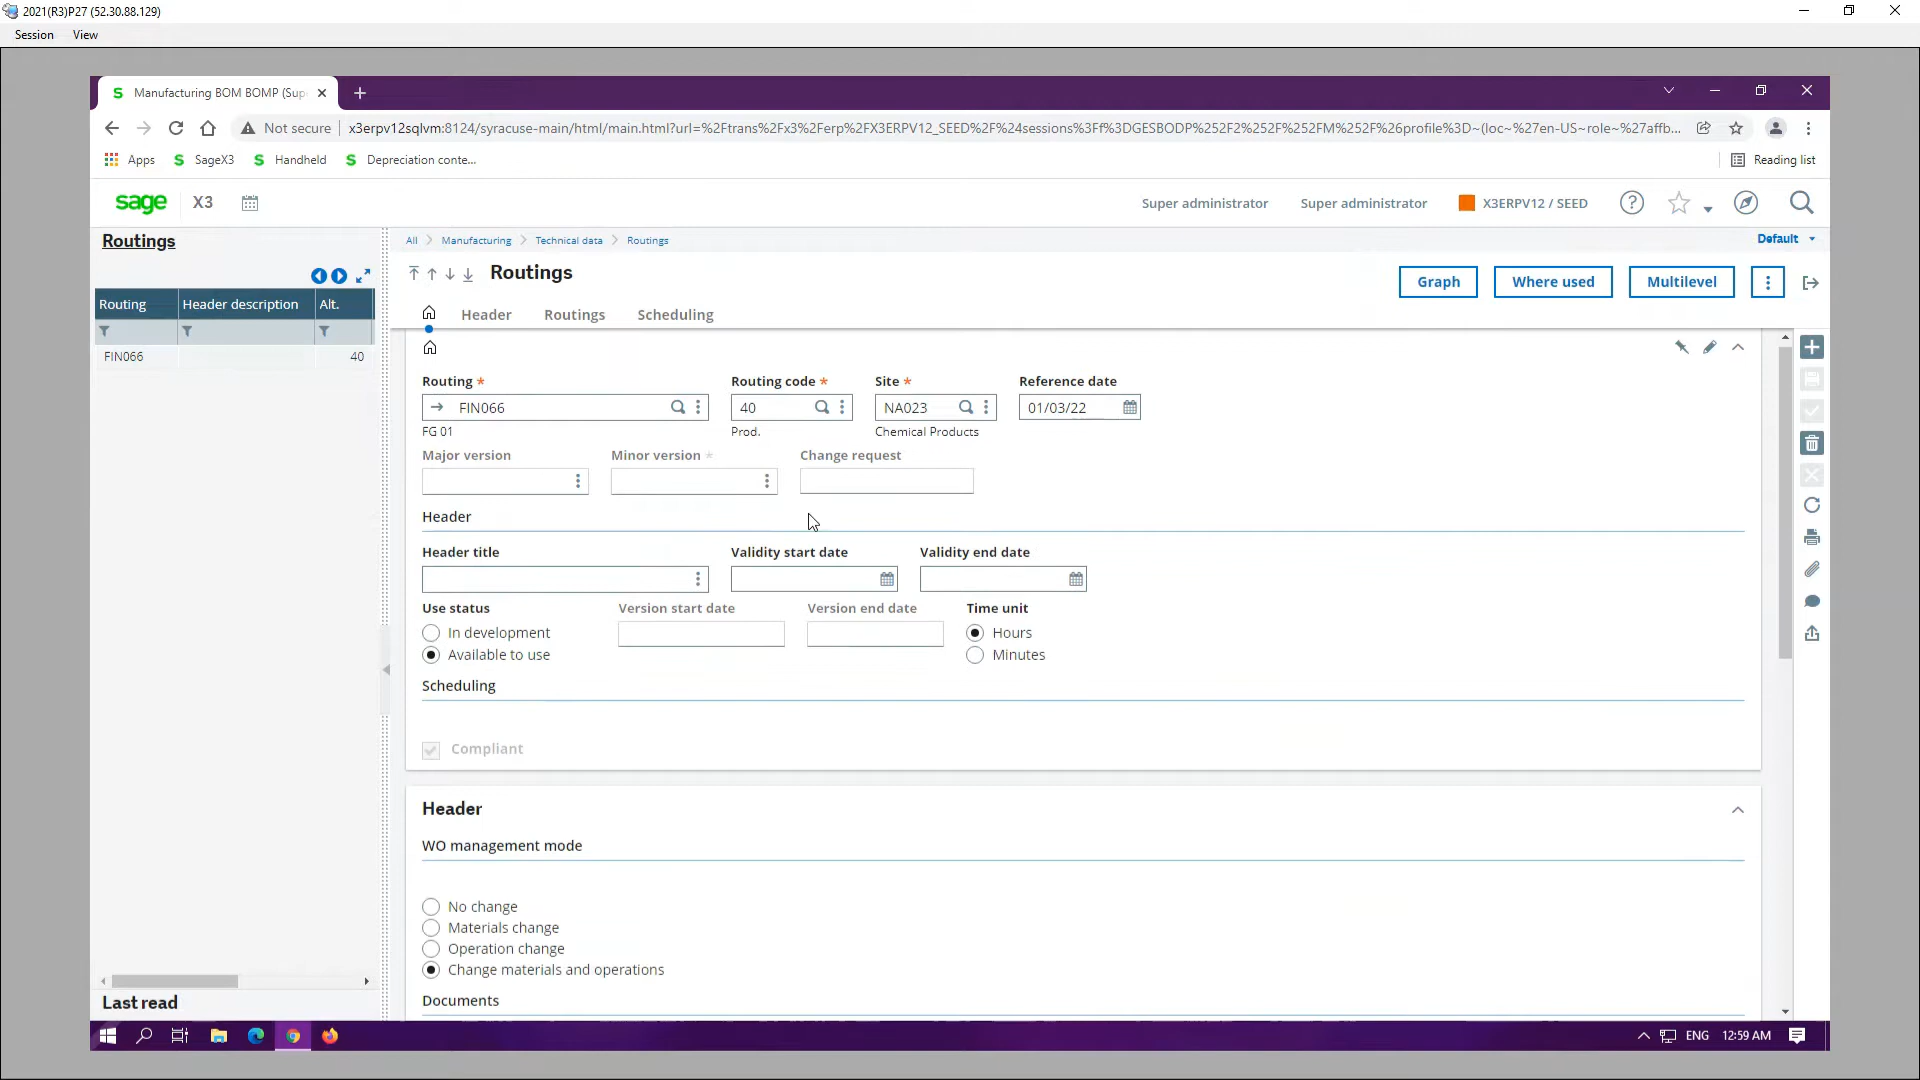 2021(R3)P27 (52.30.88.129)
Session View
Manufacturing BOM BOMP (Sup
Not secure x3erpv12sqlvm:8124/syracuse-main/html/main.html?url=%2Ftrans%2Fx3%2Ferp%2FX3ERPV12_SEED%2F%24sessions%3Ff%3DGESBODP%252F2%252F%252FM%252F%26profile%3D~(loc~%27en-US~role~%27affb...
Apps SageX3 Handheld Depreciation conte... Reading list
sage X3 Super administrator Super administrator X3ERPV12 / SEED
Routings
Routing Header description Alt.
FIN066 40
Last read
All Manufacturing Technical data Routings Default
Routings Graph Where used Multilevel
Header Routings Scheduling
Routing * Routing code * Site * Reference date
FIN066 40 NA023 01/03/22
FG 01 Prod. Chemical Products
Major version Minor version * Change request
Header
Header title Validity start date Validity end date
Use status Version start date Version end date Time unit
In development Hours
Available to use Minutes
Scheduling
Compliant
Header
WO management mode
No change
Materials change
Operation change
Change materials and operations
Documents
ENG 12:59 AM